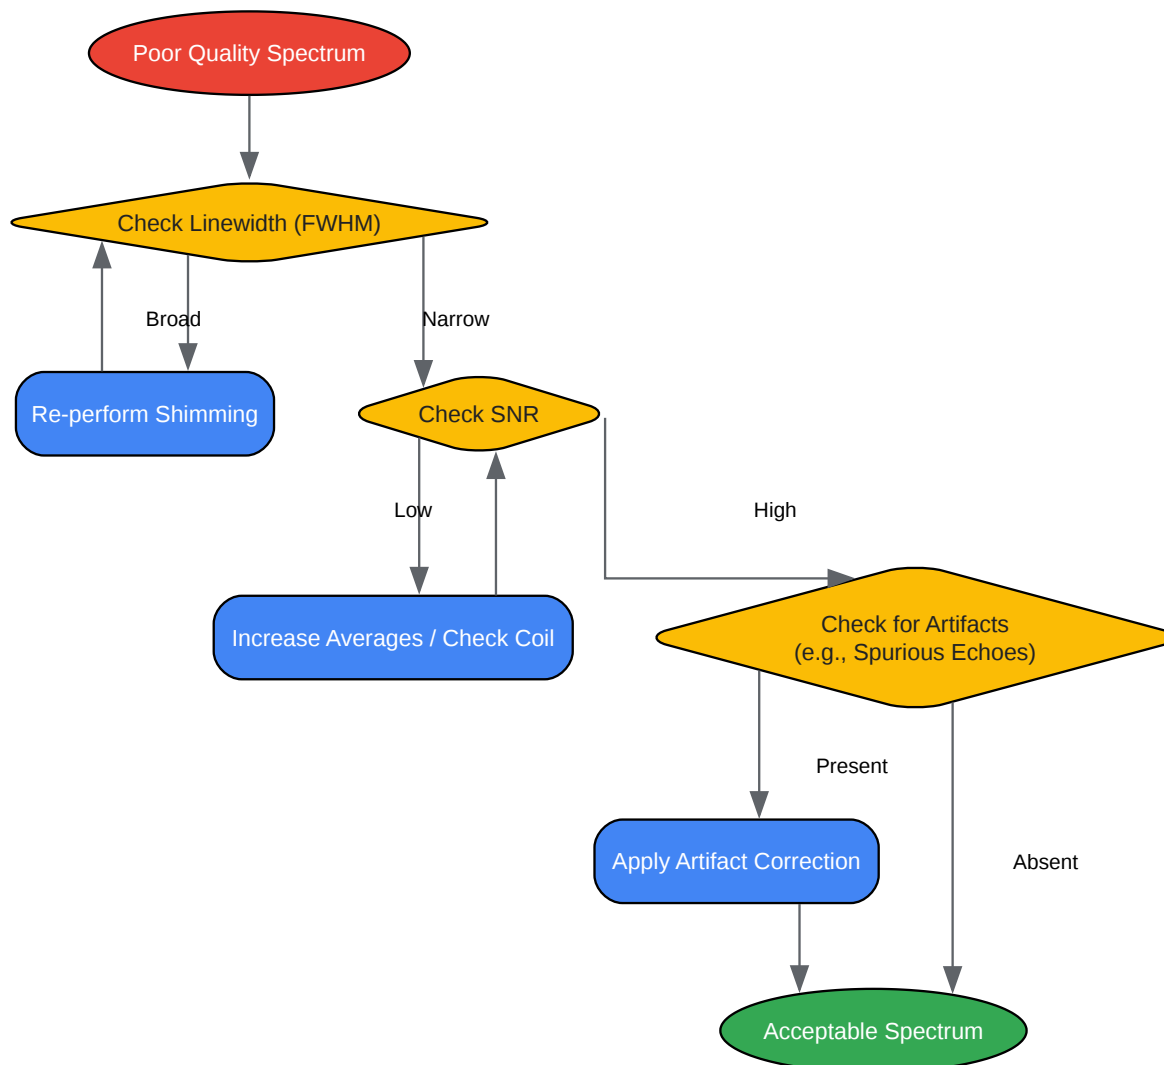 Poor Quality Spectrum
Check Linewidth (FWHM)
Broad
Narrow
Re-perform Shimming
Check SNR
Low
High
Increase Averages / Check Coil
Check for Artifacts
(e.g., Spurious Echoes)
Present
Apply Artifact Correction
Absent
Acceptable Spectrum